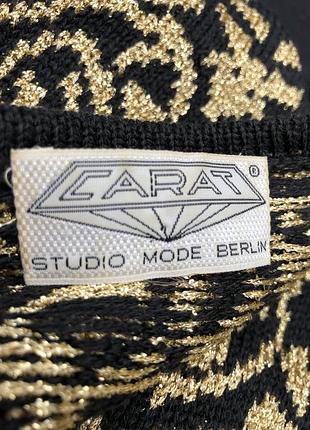 CARAT ®
STUDIO MODE BERLIN